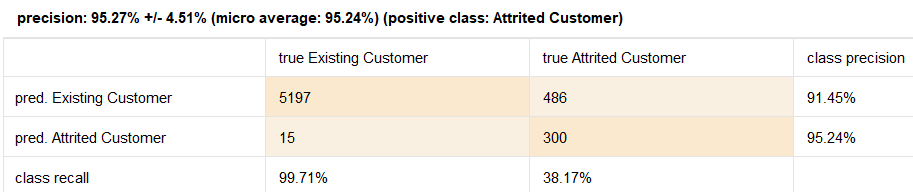 precision: 95.27% +/- 4.51% (micro average: 95.24%) (positive class: Attrited Customer)
true Existing Customer true Attrited Customer class precision
pred. Existing Customer 5197 486 91.45%
pred. Attrited Customer 15 300 95.24%
class recall 99.71% 38.17%